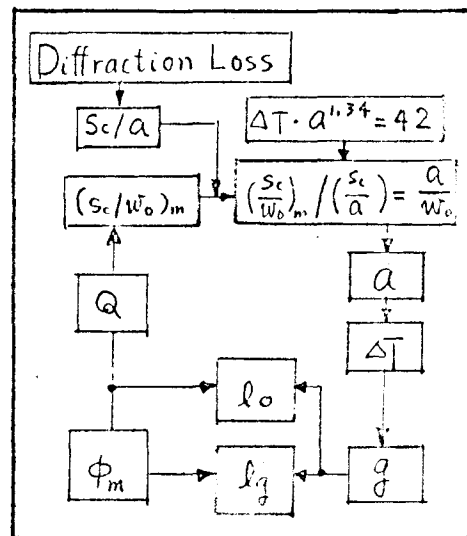 Diffraction Loss
Sc/a
ΔT · a^1.34 = 42
(Sc/w₀)m
(Sc/w₀)m / (Sc/a) = a/w₀
a
Q
ΔT
l₀
ϕm
lg
g